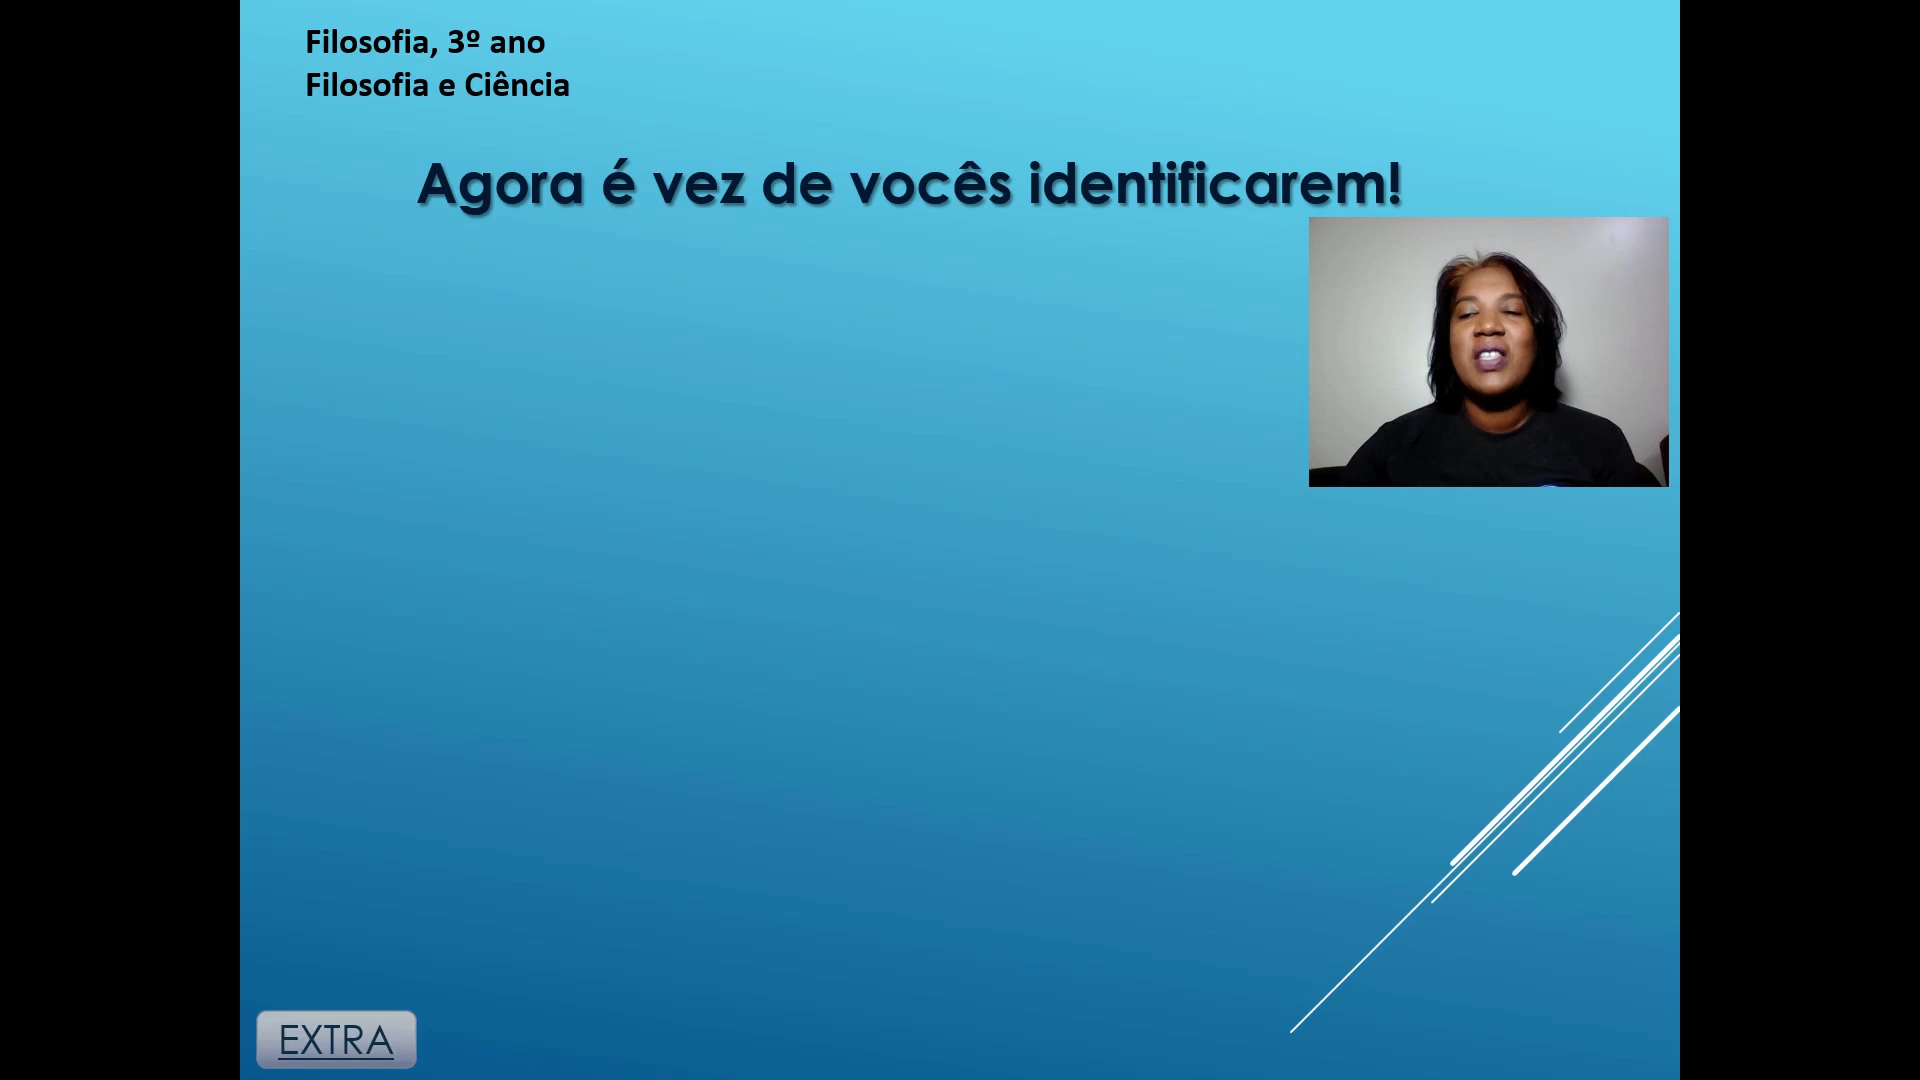 Filosofia, 3º ano
Filosofia e Ciência
Agora é vez de vocês identificarem!
EXTRA